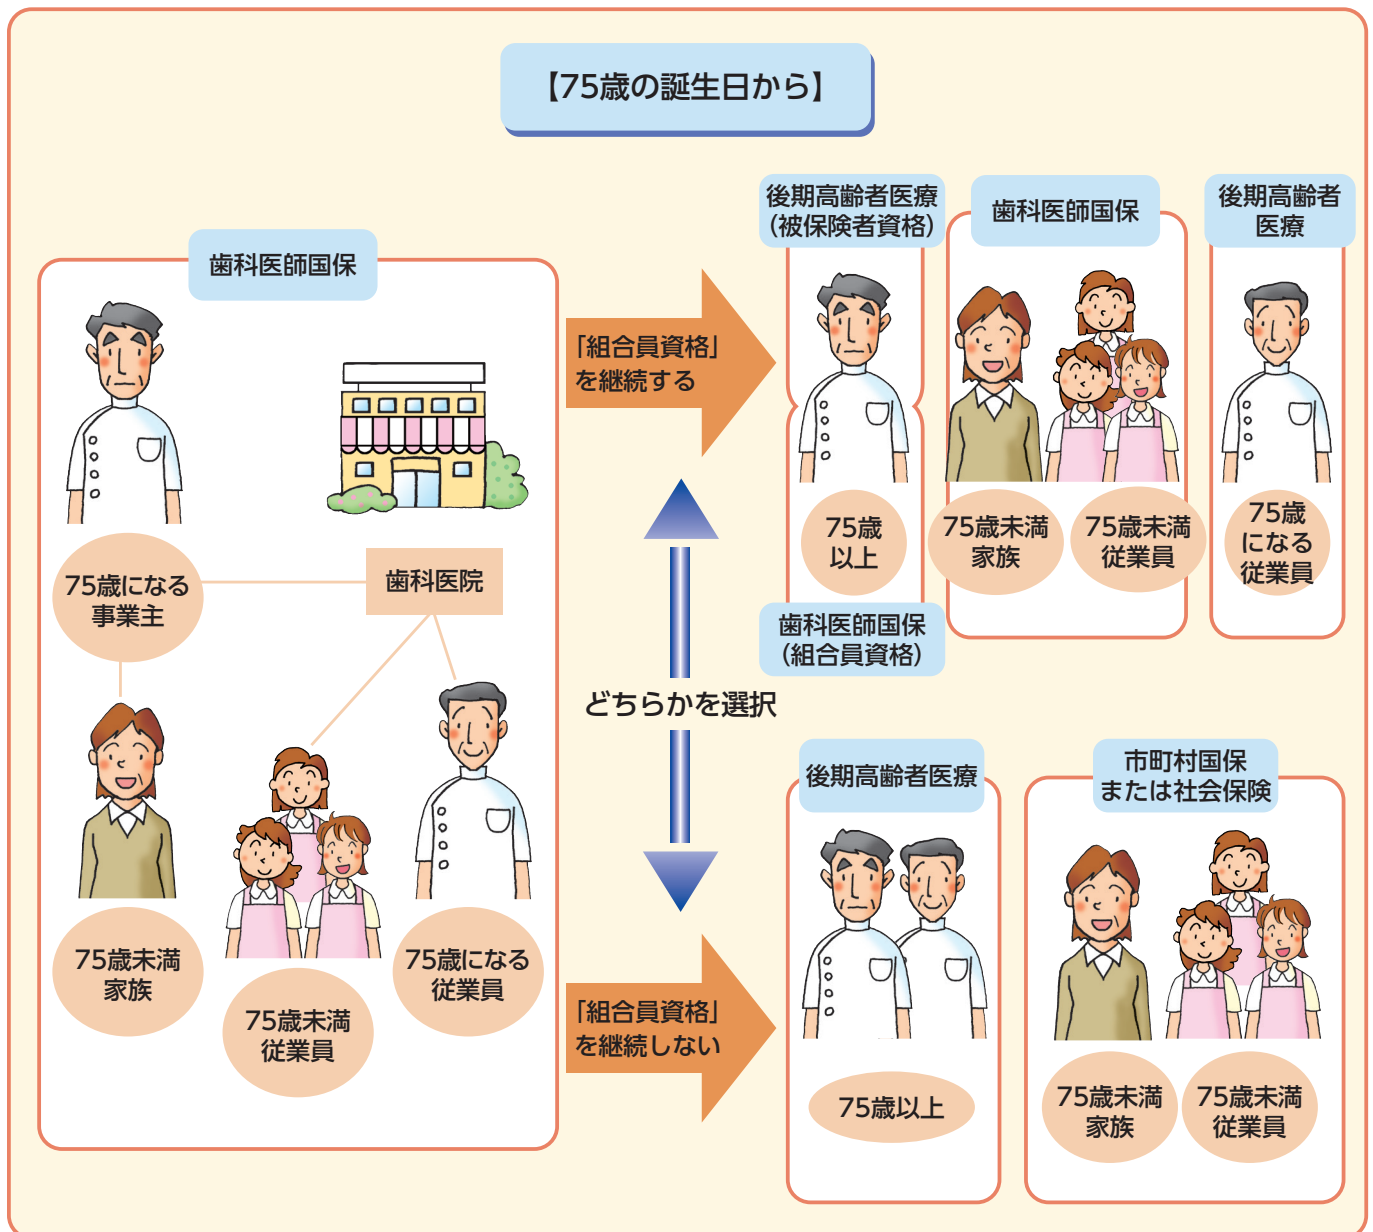 【75歳の誕生日から】
歯科医師国保
75歳になる
事業主
歯科医院
75歳未満
家族
75歳未満
従業員
75歳になる
従業員
「組合員資格」
を継続する
どちらかを選択
「組合員資格」
を継続しない
後期高齢者医療
（被保険者資格）
75歳
以上
歯科医師国保
（組合員資格）
歯科医師国保
75歳未満
家族
75歳未満
従業員
後期高齢者
医療
75歳
になる
従業員
後期高齢者医療
75歳以上
市町村国保
または社会保険
75歳未満
家族
75歳未満
従業員